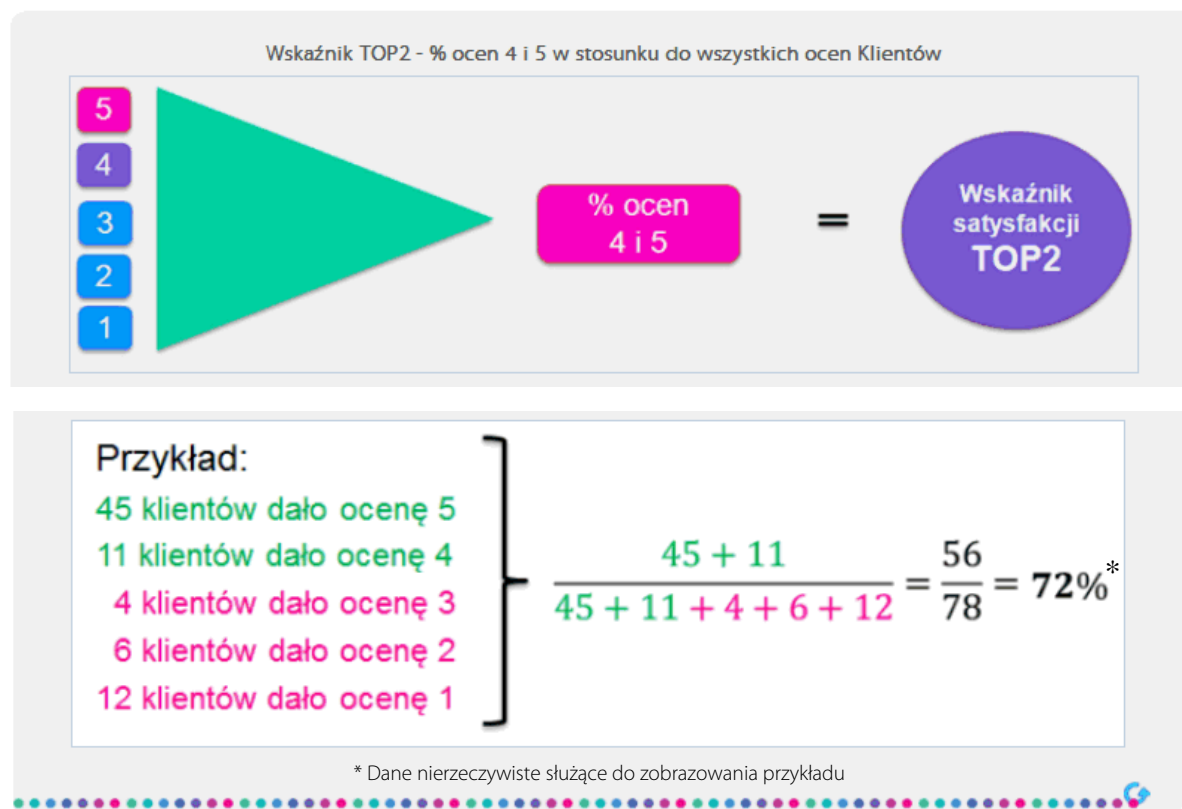 Wskaźnik TOP2 - % ocen 4 i 5 w stosunku do wszystkich ocen Klientów
5
4
3
2
1
% ocen
4 i 5
=
Wskaźnik
satysfakcji
TOP2
Przykład:
45 klientów dało ocenę 5
11 klientów dało ocenę 4
4 klientów dało ocenę 3
6 klientów dało ocenę 2
12 klientów dało ocenę 1
45 + 11
45 + 11 + 4 + 6 + 12
=
56
78
= 72%*
* Dane nierzeczywiste służące do zobrazowania przykładu